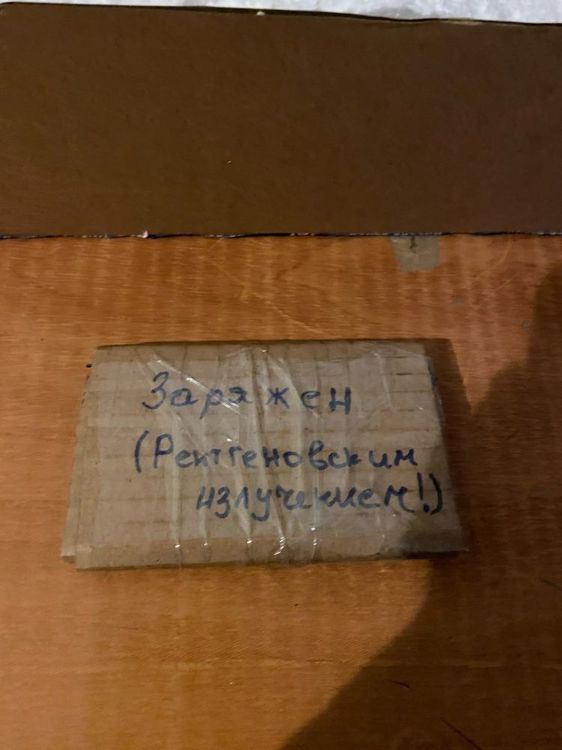 Заряжен
(Рентгеновским
излучением!)